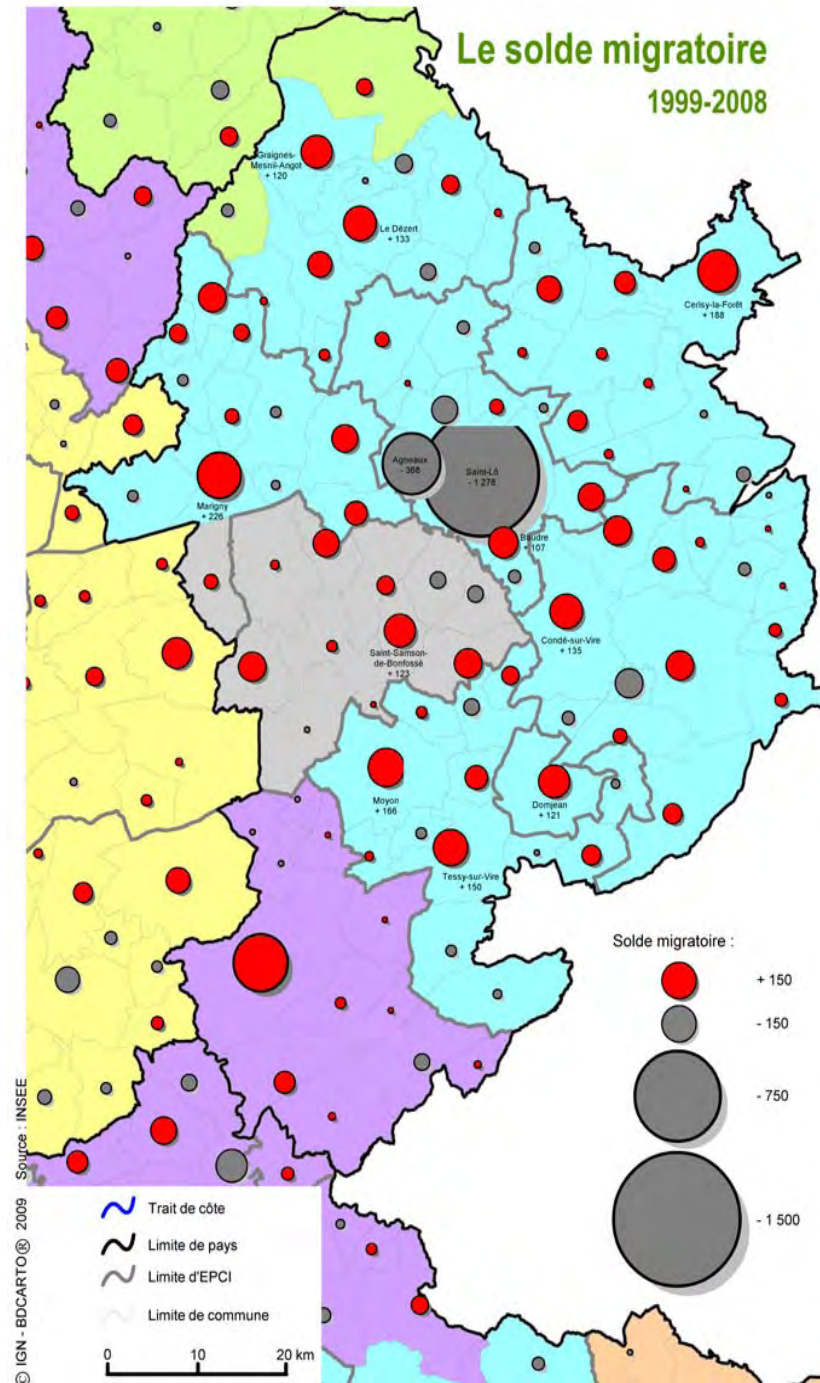 Le solde migratoire
1999-2008
Graignes-
Mesnil-Angot
+ 120
Le Dézert
+ 133
Cerisy-la-Forêt
+ 188
Agneaux
- 368
Saint-Lô
- 1 278
Marigny
+ 226
Baudre
+ 107
Condé-sur-Vire
+ 135
Saint-Samson-
de-Bonfossé
+ 123
Moyon
+ 166
Domjean
+ 121
Tessy-sur-Vire
+ 150
Solde migratoire :
+ 150
- 150
- 750
- 1 500
Trait de côte
Limite de pays
Limite d'EPCI
Limite de commune
0 10 20 km
© IGN - BDCARTO® 2009 Source : INSEE